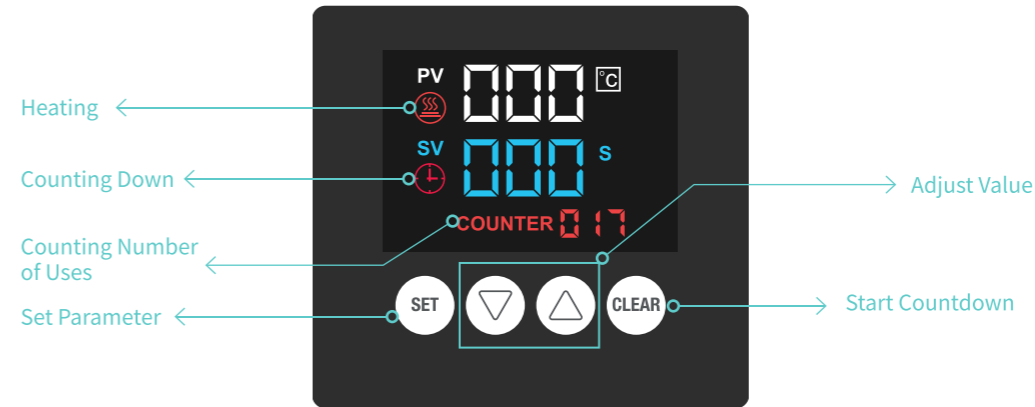 PV 000 °C
Heating
SV 000 S
Counting Down
Adjust Value
COUNTER 017
Counting Number
of Uses
SET
CLEAR
Set Parameter
Start Countdown